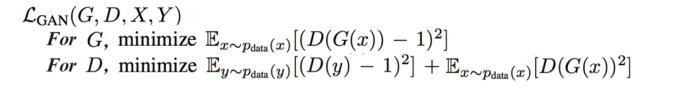 ℒ_GAN(G, D, X, Y)
For G, minimize 𝔼_{x∼p_data(x)}[(D(G(x)) − 1)²]
For D, minimize 𝔼_{y∼p_data(y)}[(D(y) − 1)²] + 𝔼_{x∼p_data(x)}[D(G(x))²]